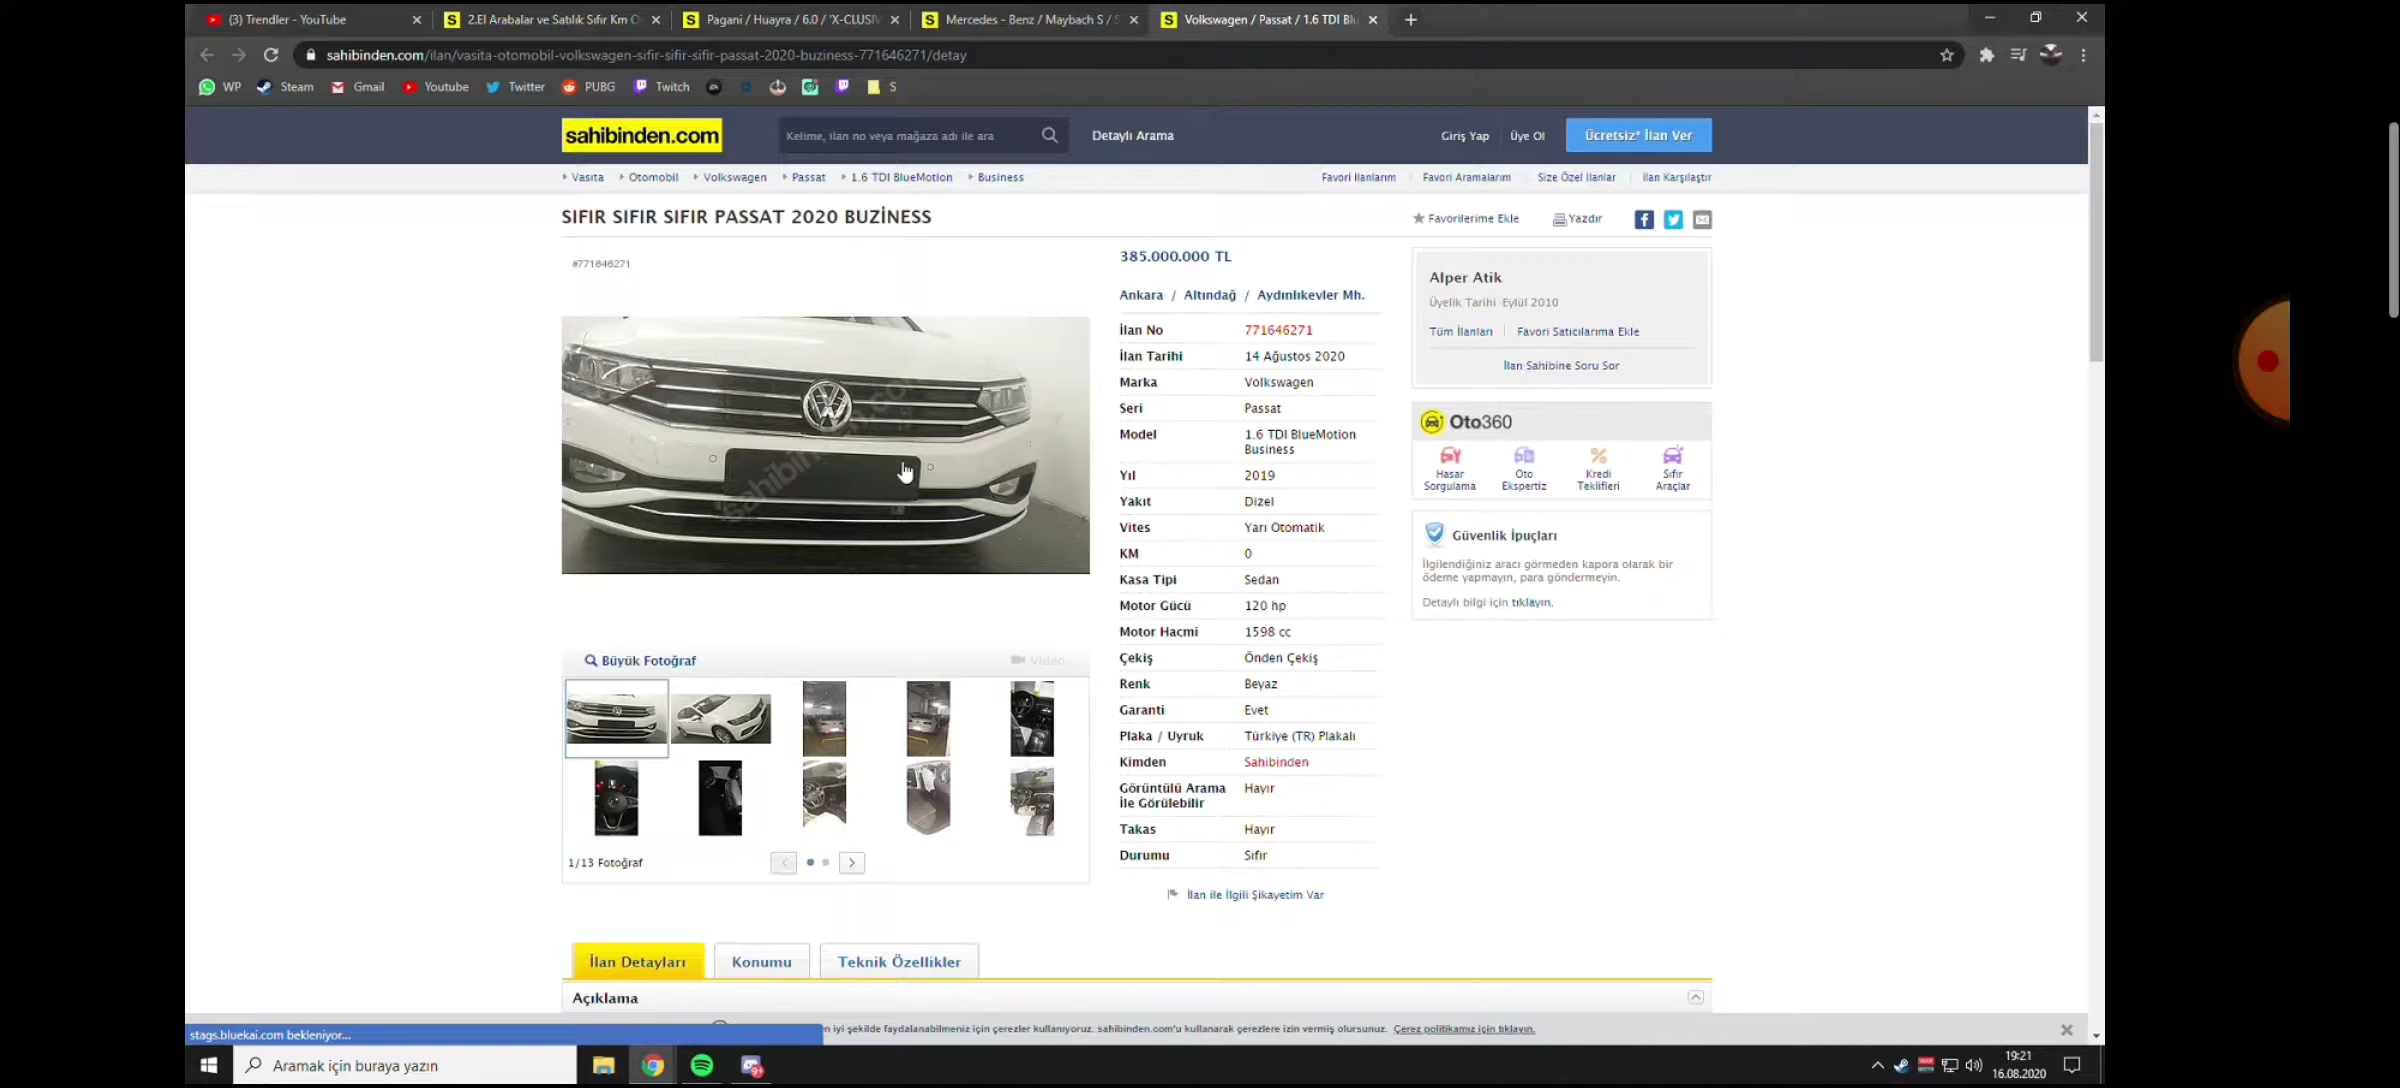 (3) Trendler - YouTube
2.El Arabalar ve Satılık Sıfır Km O
Pagani / Huayra / 6.0 / 'X-CLUSIV
Mercedes - Benz / Maybach S / S
Volkswagen / Passat / 1.6 TDI Blu
sahibinden.com/ilan/vasita-otomobil-volkswagen-sifir-sifir-sifir-passat-2020-buziness-771646271/detay
WP Steam Gmail Youtube Twitter PUBG Twitch S
sahibinden.com
Kelime, ilan no veya mağaza adı ile ara
Detaylı Arama
Giriş Yap
Üye Ol
Ücretsiz* İlan Ver
Vasıta Otomobil Volkswagen Passat 1.6 TDI BlueMotion Business
Favori İlanlarım Favori Aramalarım Size Özel İlanlar İlan Karşılaştır
SIFIR SIFIR SIFIR PASSAT 2020 BUZİNESS
Favorilerime Ekle Yazdır
#771646271
sahibinden.com
Büyük Fotoğraf
Video
1/13 Fotoğraf
385.000.000 TL
Ankara / Altındağ / Aydınlıkevler Mh.
İlan No 771646271
İlan Tarihi 14 Ağustos 2020
Marka Volkswagen
Seri Passat
Model 1.6 TDI BlueMotion
Business
Yıl 2019
Yakıt Dizel
Vites Yarı Otomatik
KM 0
Kasa Tipi Sedan
Motor Gücü 120 hp
Motor Hacmi 1598 cc
Çekiş Önden Çekiş
Renk Beyaz
Garanti Evet
Plaka / Uyruk Türkiye (TR) Plakalı
Kimden Sahibinden
Görüntülü Arama Hayır
İle Görülebilir
Takas Hayır
Durumu Sıfır
İlan ile İlgili Şikayetim Var
Alper Atik
Üyelik Tarihi Eylül 2010
Tüm İlanları Favori Satıcılarıma Ekle
İlan Sahibine Soru Sor
Oto360
Hasar Oto Kredi Sıfır
Sorgulama Ekspertiz Teklifleri Araçlar
Güvenlik İpuçları
İlgilendiğiniz aracı görmeden kapora olarak bir
ödeme yapmayın, para göndermeyin.
Detaylı bilgi için tıklayın.
İlan Detayları Konumu Teknik Özellikler
Açıklama
en iyi şekilde faydalanabilmeniz için çerezler kullanıyoruz. sahibinden.com'u kullanarak çerezlere izin vermiş olursunuz. Çerez politikamız için tıklayın.
stags.bluekai.com bekleniyor...
Aramak için buraya yazın
9+
19:21
16.08.2020